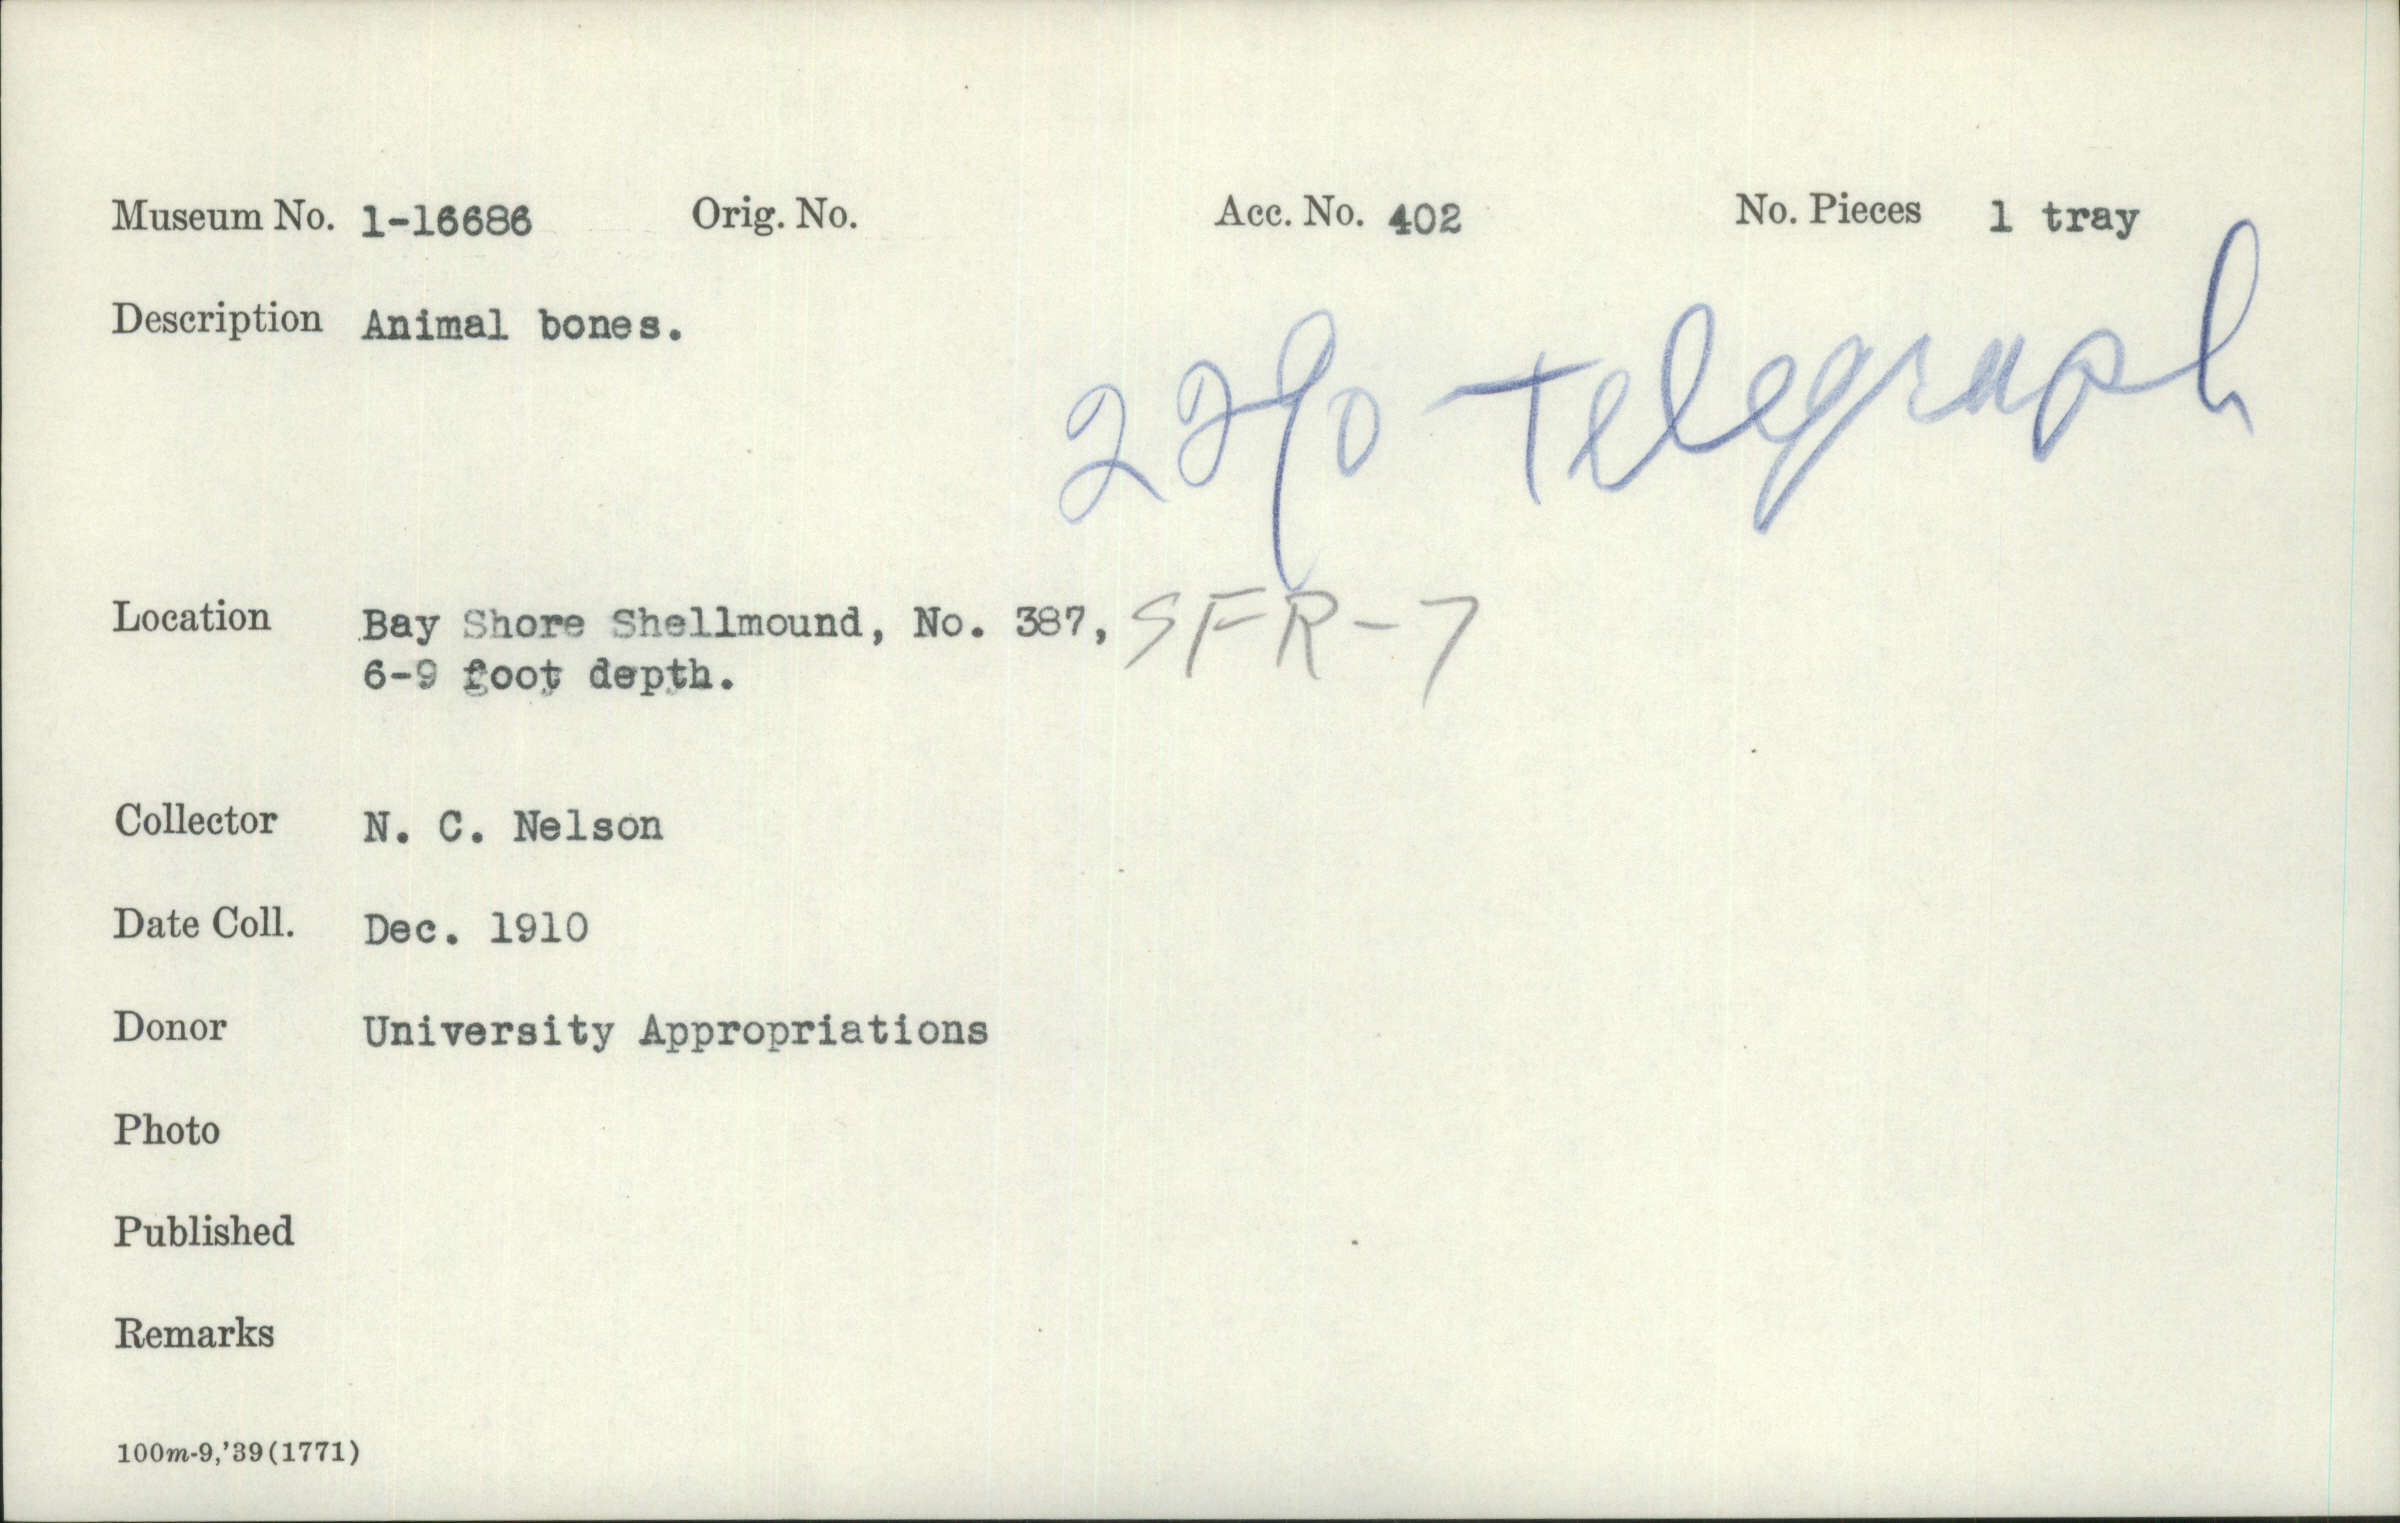 Museum No. 1-16686 Orig. No. Acc. No. 402 No. Pieces 1 tray
Description Animal bones.
2290 Telegraph
Location Bay Shore Shellmound, No. 387, SFR-7
6-9 foot depth.
Collector N. C. Nelson
Date Coll. Dec. 1910
Donor University Appropriations
Photo
Published
Remarks
100m-9,'39(1771)